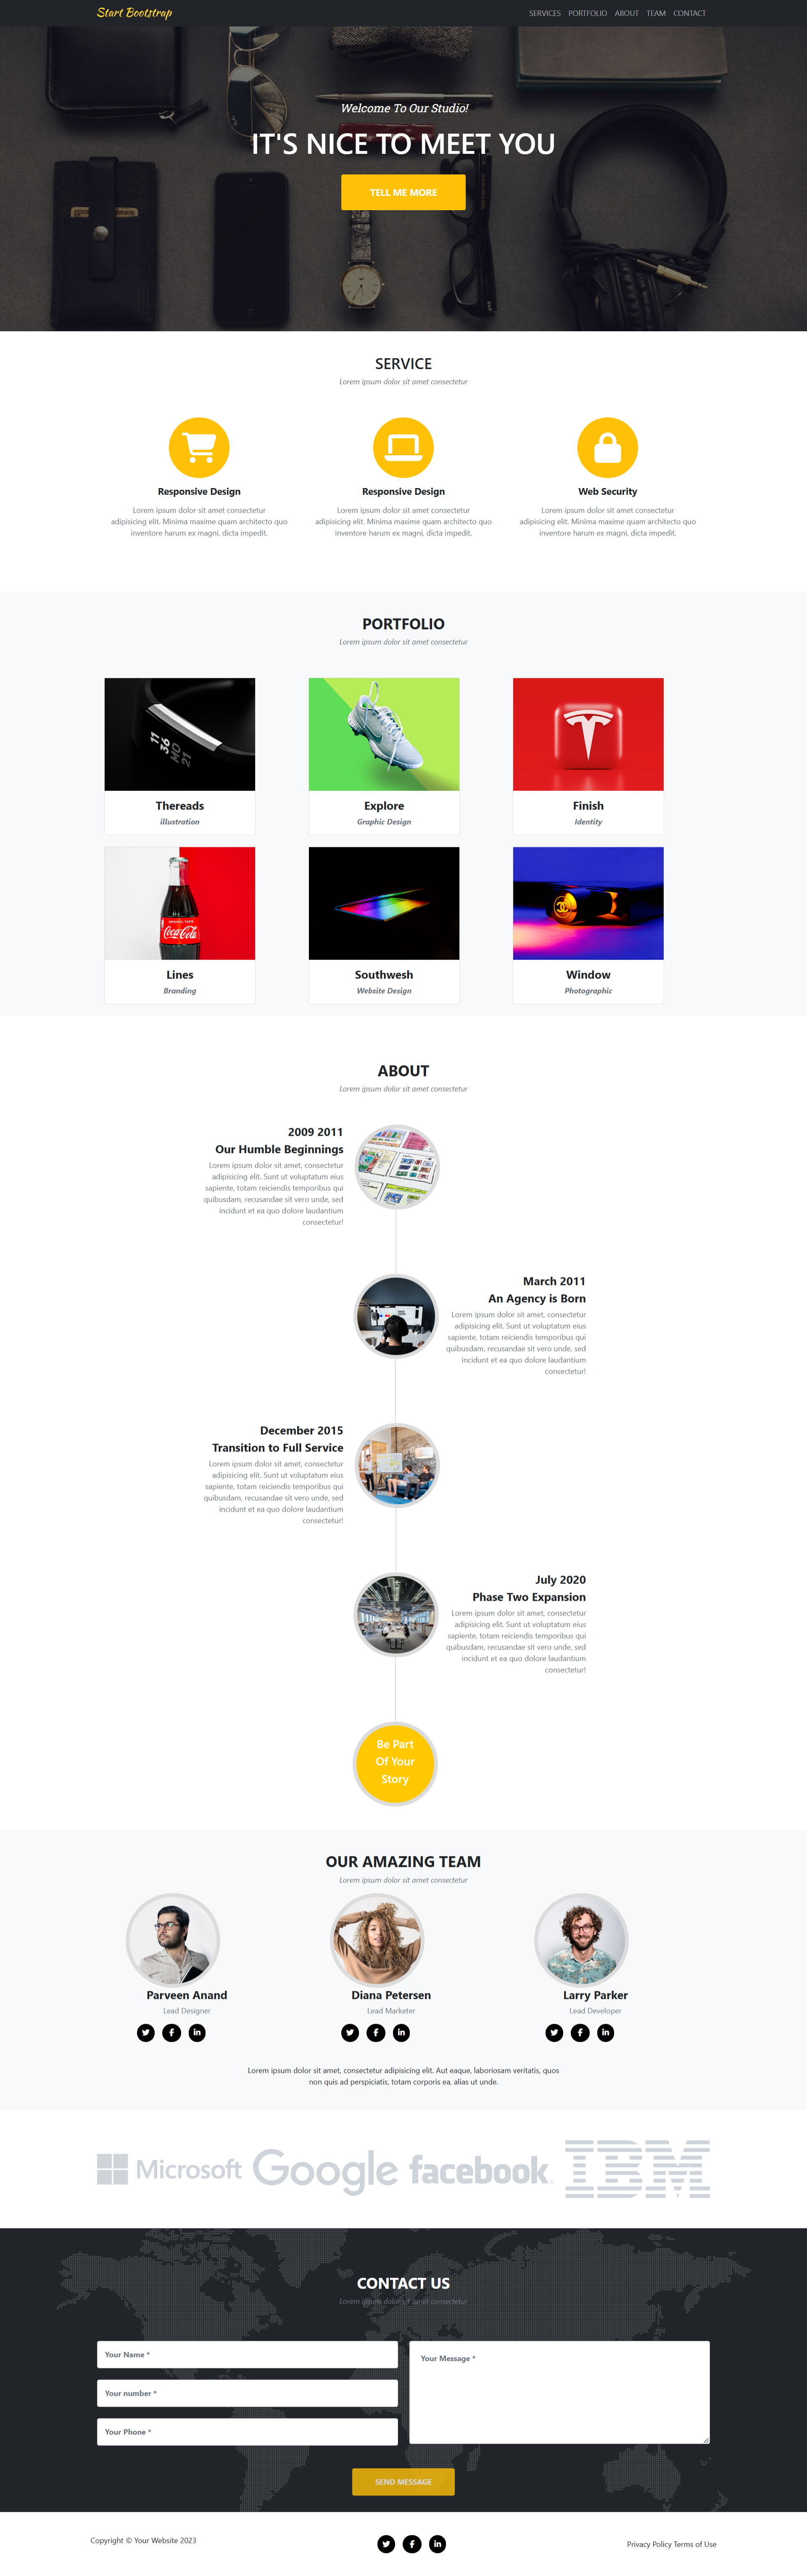 Start Bootstrap
SERVICES PORTFOLIO ABOUT TEAM CONTACT
Welcome To Our Studio!
IT'S NICE TO MEET YOU
TELL ME MORE
SERVICE
Lorem ipsum dolor sit amet consectetur
Responsive Design
Lorem ipsum dolor sit amet consectetur
adipisicing elit. Minima maxime quam architecto quo
inventore harum ex magni, dicta impedit.
Responsive Design
Lorem ipsum dolor sit amet consectetur
adipisicing elit. Minima maxime quam architecto quo
inventore harum ex magni, dicta impedit.
Web Security
Lorem ipsum dolor sit amet consectetur
adipisicing elit. Minima maxime quam architecto quo
inventore harum ex magni, dicta impedit.
PORTFOLIO
Lorem ipsum dolor sit amet consectetur
11
36
MO
21
Thereads
illustration
Explore
Graphic Design
Finish
Identity
ORIGINAL TASTE
Coca-Cola
Lines
Branding
Southwesh
Website Design
Window
Photographic
ABOUT
Lorem ipsum dolor sit amet consectetur
2009 2011
Our Humble Beginnings
Lorem ipsum dolor sit amet, consectetur
adipisicing elit. Sunt ut voluptatum eius
sapiente, totam reiciendis temporibus qui
quibusdam, recusandae sit vero unde, sed
incidunt et ea quo dolore laudantium
consectetur!
March 2011
An Agency is Born
Lorem ipsum dolor sit amet, consectetur
adipisicing elit. Sunt ut voluptatum eius
sapiente, totam reiciendis temporibus qui
quibusdam, recusandae sit vero unde, sed
incidunt et ea quo dolore laudantium
consectetur!
December 2015
Transition to Full Service
Lorem ipsum dolor sit amet, consectetur
adipisicing elit. Sunt ut voluptatum eius
sapiente, totam reiciendis temporibus qui
quibusdam, recusandae sit vero unde, sed
incidunt et ea quo dolore laudantium
consectetur!
July 2020
Phase Two Expansion
Lorem ipsum dolor sit amet, consectetur
adipisicing elit. Sunt ut voluptatum eius
sapiente, totam reiciendis temporibus qui
quibusdam, recusandae sit vero unde, sed
incidunt et ea quo dolore laudantium
consectetur!
Be Part
Of Your
Story
OUR AMAZING TEAM
Lorem ipsum dolor sit amet consectetur
Parveen Anand
Lead Designer
Diana Petersen
Lead Marketer
Larry Parker
Lead Developer
Lorem ipsum dolor sit amet, consectetur adipisicing elit. Aut eaque, laboriosam veritatis, quos
non quis ad perspiciatis, totam corporis ea, alias ut unde.
Microsoft Google facebook IBM
CONTACT US
Lorem ipsum dolor sit amet consectetur
Your Name *
Your number *
Your Phone *
Your Message *
SEND MESSAGE
Copyright © Your Website 2023
Privacy Policy Terms of Use